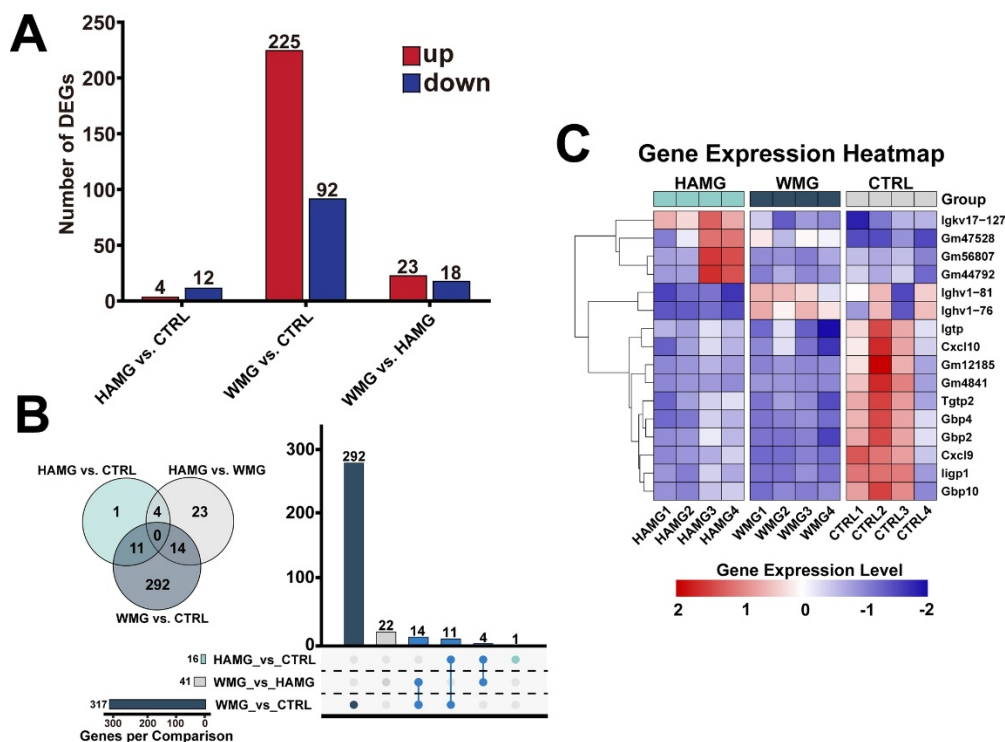 A
250
200
150
100
50
0
Number of DEGs
225
92
4
12
23
18
up
down
HAMG vs. CTRL
WMG vs. CTRL
WMG vs. HAMG
B
HAMG vs. CTRL
HAMG vs. WMG
1
4
23
0
11
14
292
WMG vs. CTRL
300
200
100
0
292
22
14
11
4
1
16
HAMG_vs_CTRL
41
WMG_vs_HAMG
317
WMG_vs_CTRL
300 200 100 0
Genes per Comparison
C
Gene Expression Heatmap
HAMG WMG CTRL
Group
Igkv17-127
Gm47528
Gm56807
Gm44792
Ighv1-81
Ighv1-76
Igtp
Cxcl10
Gm12185
Gm4841
Tgtp2
Gbp4
Gbp2
Cxcl9
Iigp1
Gbp10
HAMG1 HAMG2 HAMG3 HAMG4 WMG1 WMG2 WMG3 WMG4 CTRL1 CTRL2 CTRL3 CTRL4
Gene Expression Level
2 1 0 -1 -2